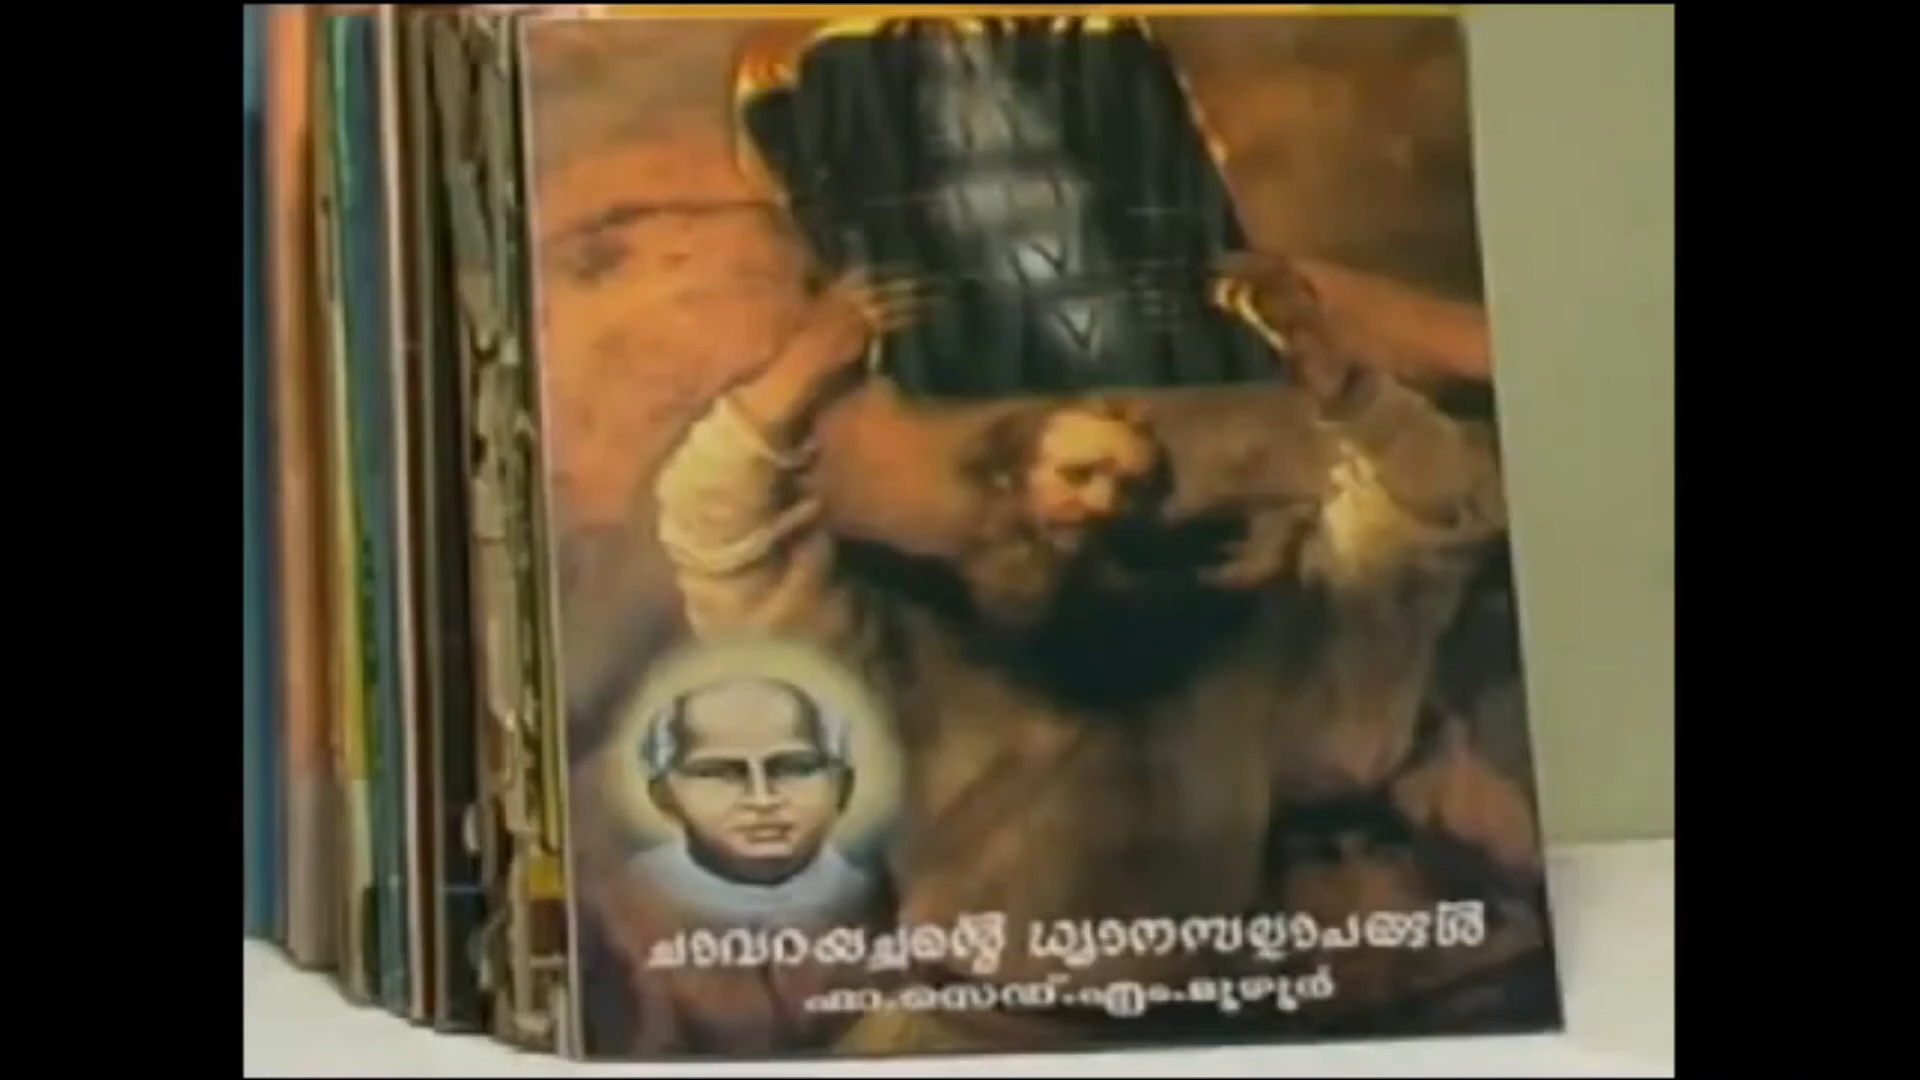 ചാവറയച്ചന്റെ ധ്യാനസല്ലാപങ്ങൾ
ഫാ. സെഡ്. എം. മൂഴൂർ